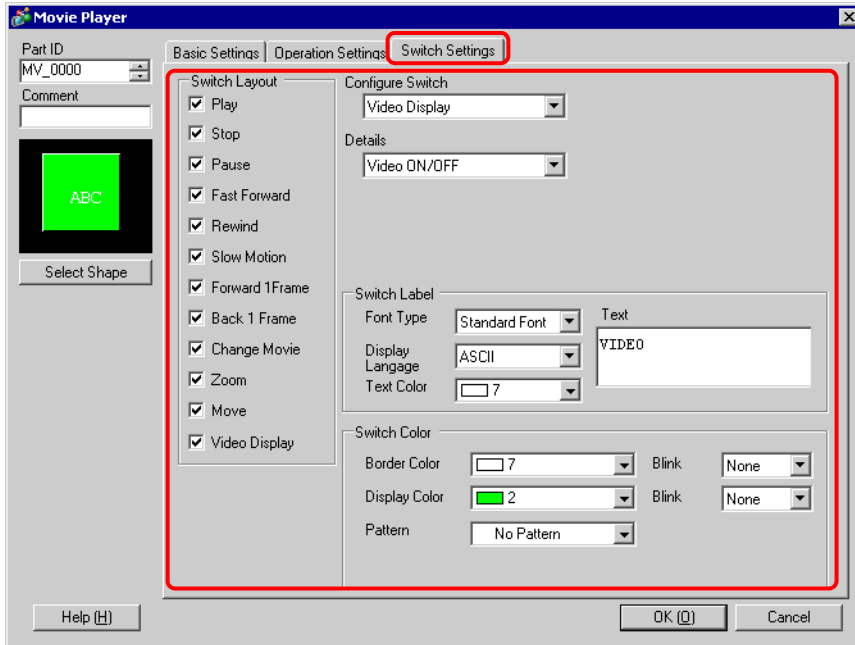 Movie Player
Part ID
MV_0000
Comment
ABC
Select Shape
Basic Settings
Operation Settings
Switch Settings
Switch Layout
Play
Stop
Pause
Fast Forward
Rewind
Slow Motion
Forward 1Frame
Back 1 Frame
Change Movie
Zoom
Move
Video Display
Configure Switch
Video Display
Details
Video ON/OFF
Switch Label
Font Type
Standard Font
Display
Langage
ASCII
Text Color
7
Text
VIDEO
Switch Color
Border Color
7
Blink
None
Display Color
2
Blink
None
Pattern
No Pattern
Help (H)
OK (O)
Cancel